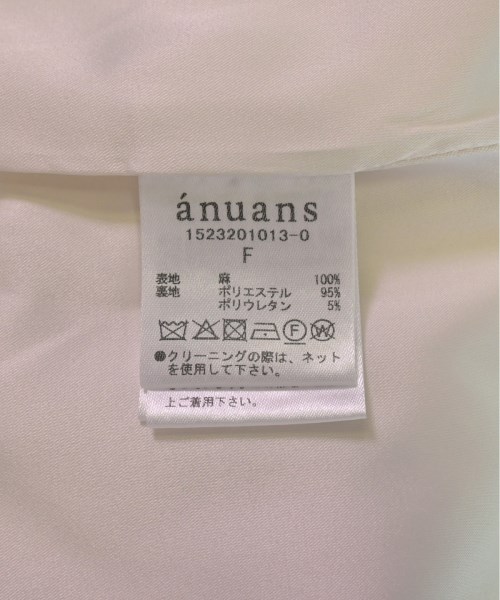 ánuans
1523201013-0
F
表地 麻 100%
裏地 ポリエステル 95%
ポリウレタン 5%
F W
●クリーニングの際は、ネット
を使用して下さい。
上ご着用下さい。